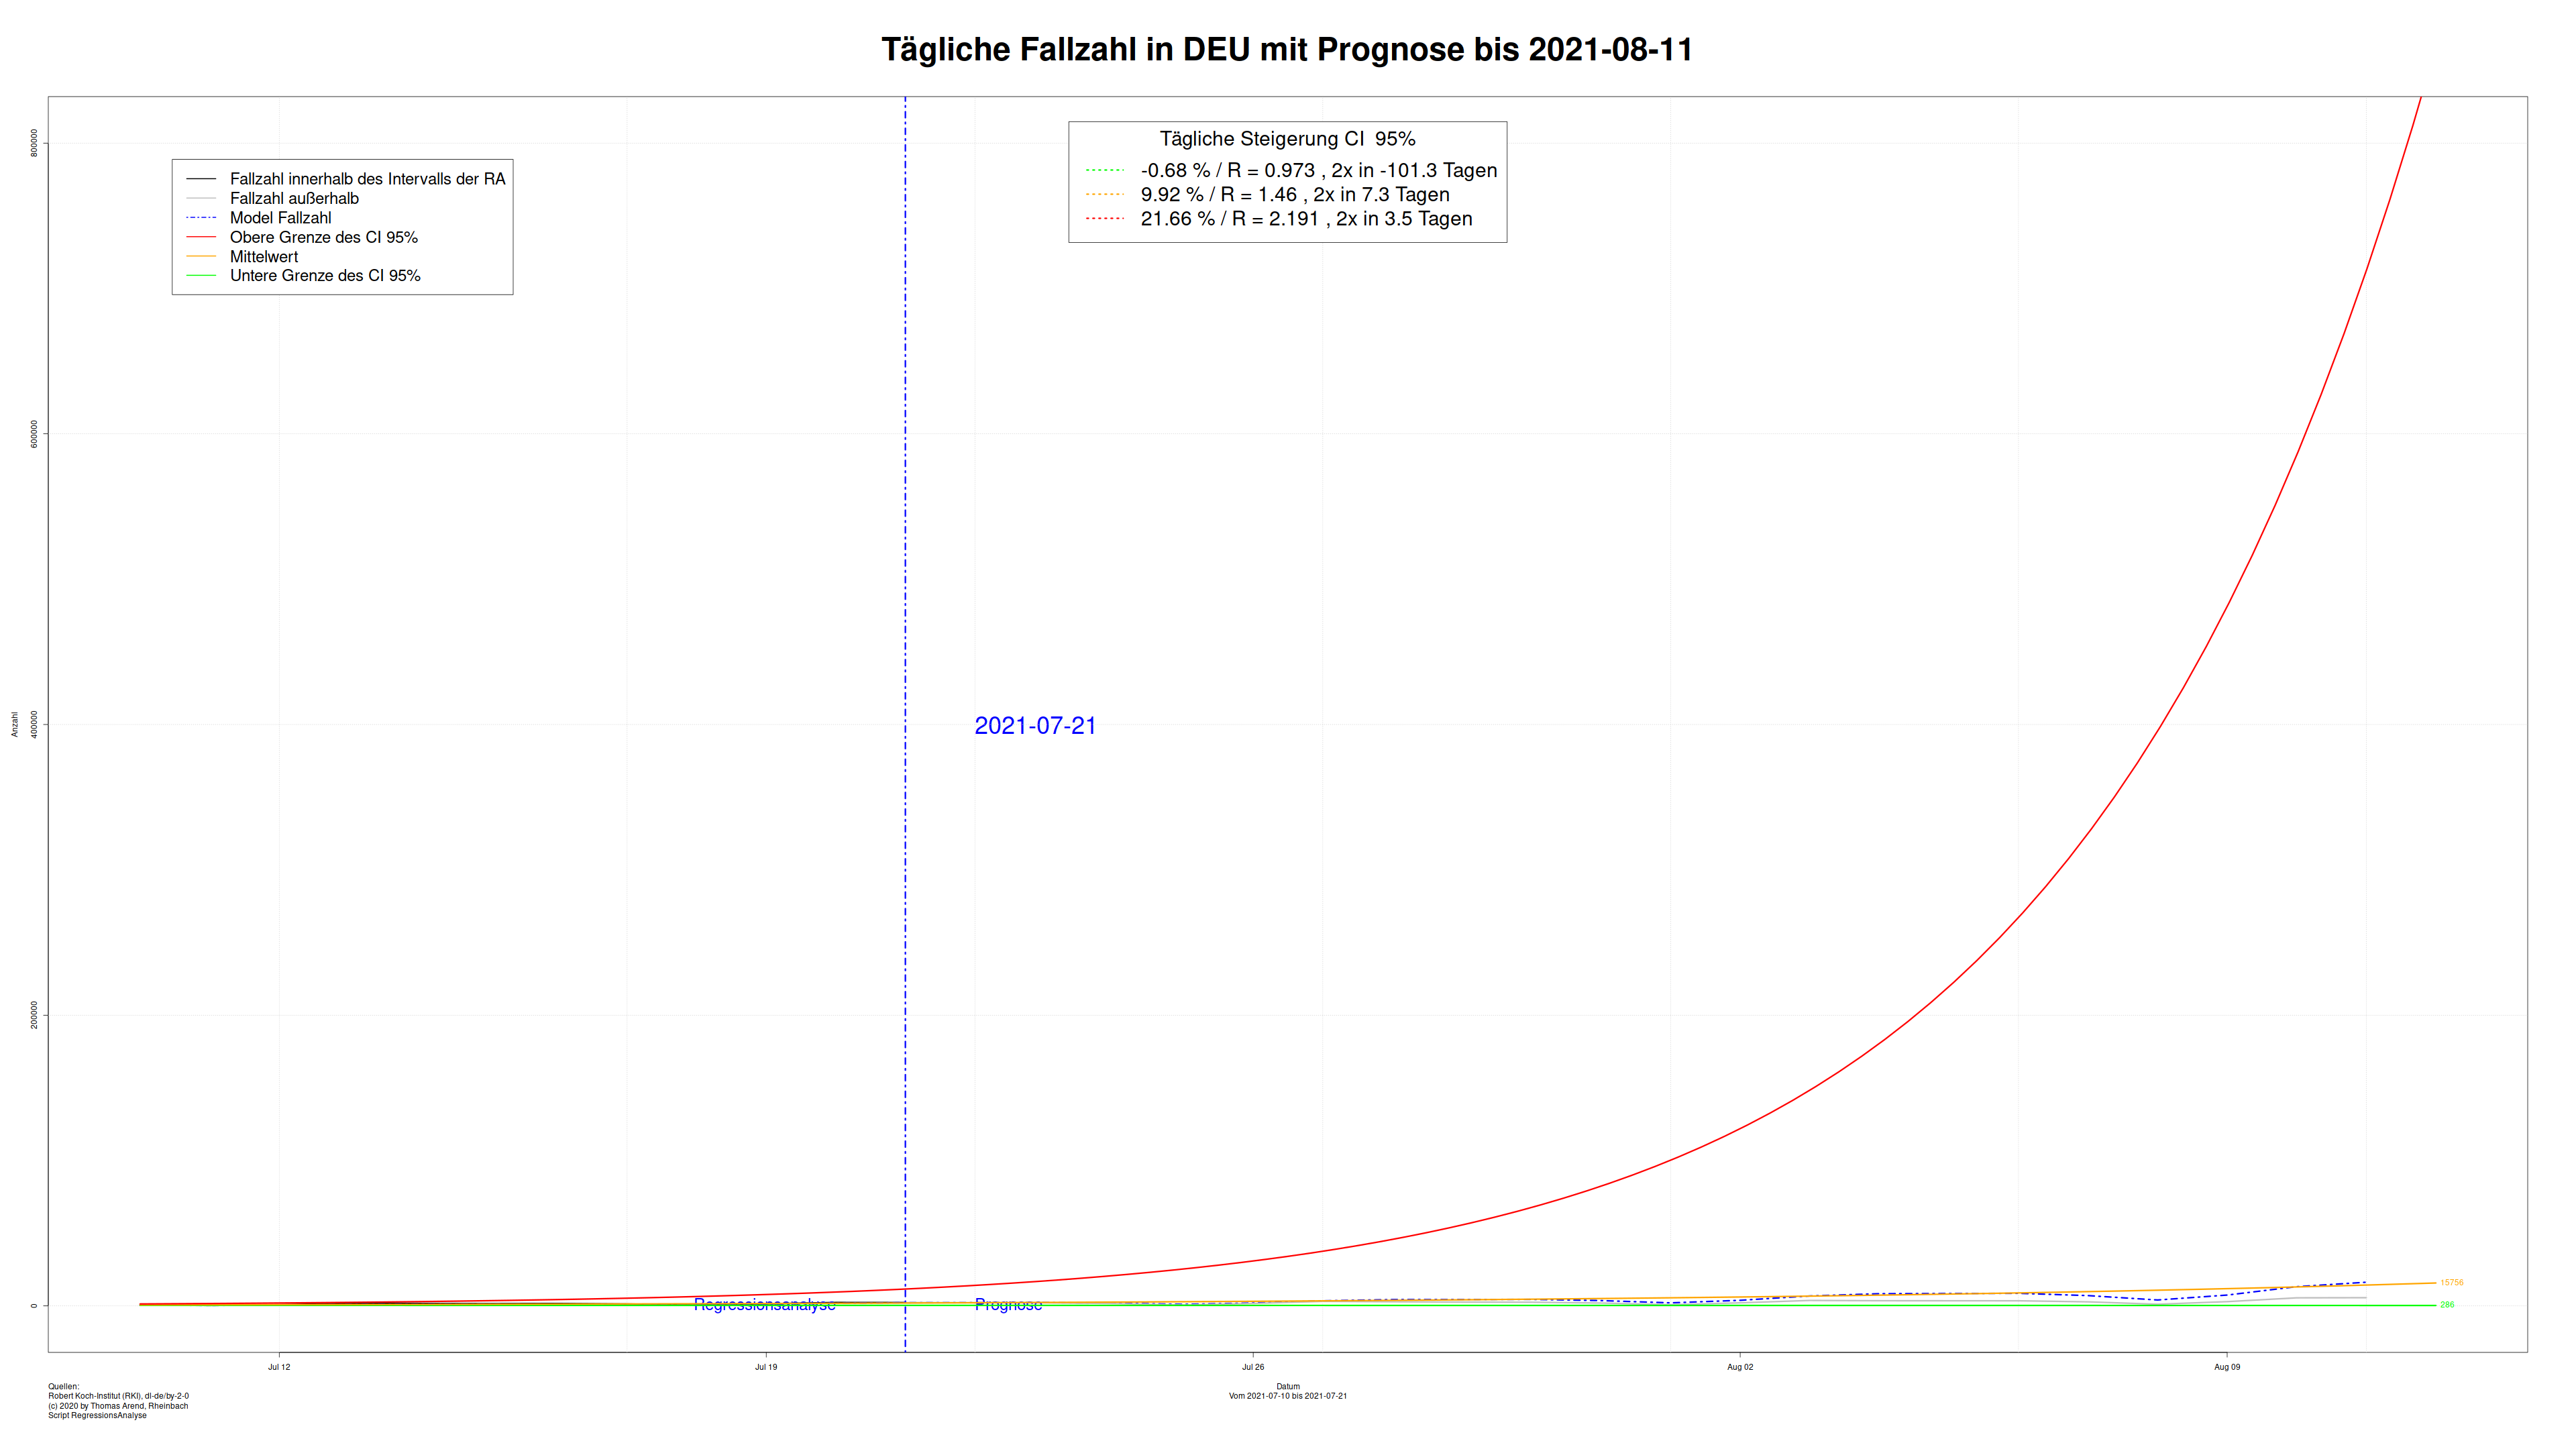 Tägliche Fallzahl in DEU mit Prognose bis 2021-08-11
Tägliche Steigerung CI  95%
-0.68 % / R = 0.973 , 2x in -101.3 Tagen
9.92 % / R = 1.46 , 2x in 7.3 Tagen
21.66 % / R = 2.191 , 2x in 3.5 Tagen
Fallzahl innerhalb des Intervalls der RA
Fallzahl außerhalb
Model Fallzahl
Obere Grenze des CI 95%
Mittelwert
Untere Grenze des CI 95%
800000
600000
400000
200000
0
Anzahl
2021-07-21
Regressionsanalyse
Prognose
15756
286
Jul 12
Jul 19
Jul 26
Aug 02
Aug 09
Datum
Vom 2021-07-10 bis 2021-07-21
Quellen:
Robert Koch-Institut (RKI), dl-de/by-2-0
(c) 2020 by Thomas Arend, Rheinbach
Script RegressionsAnalyse